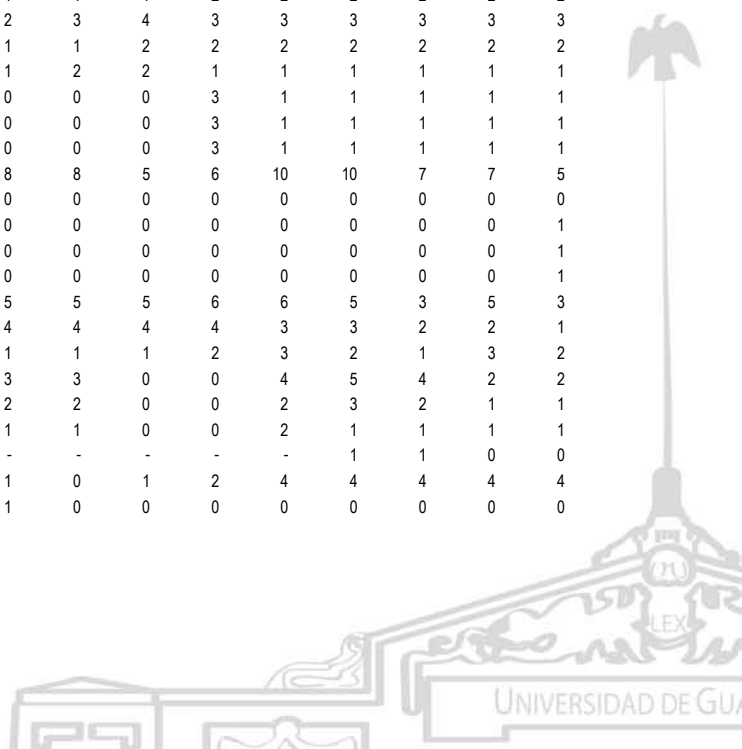 2 3 4 3 3 3 3 3 3
1 1 2 2 2 2 2 2 2
1 2 2 1 1 1 1 1 1
0 0 0 3 1 1 1 1 1
0 0 0 3 1 1 1 1 1
0 0 0 3 1 1 1 1 1
8 8 5 6 10 10 7 7 5
0 0 0 0 0 0 0 0 0
0 0 0 0 0 0 0 0 1
0 0 0 0 0 0 0 0 1
0 0 0 0 0 0 0 0 1
5 5 5 6 6 5 3 5 3
4 4 4 4 3 3 2 2 1
1 1 1 2 3 2 1 3 2
3 3 0 0 4 5 4 2 2
2 2 0 0 2 3 2 1 1
1 1 0 0 2 1 1 1 1
- - - - - 1 1 0 0
1 0 1 2 4 4 4 4 4
1 0 0 0 0 0 0 0 0
LEX
UNIVERSIDAD DE GUA